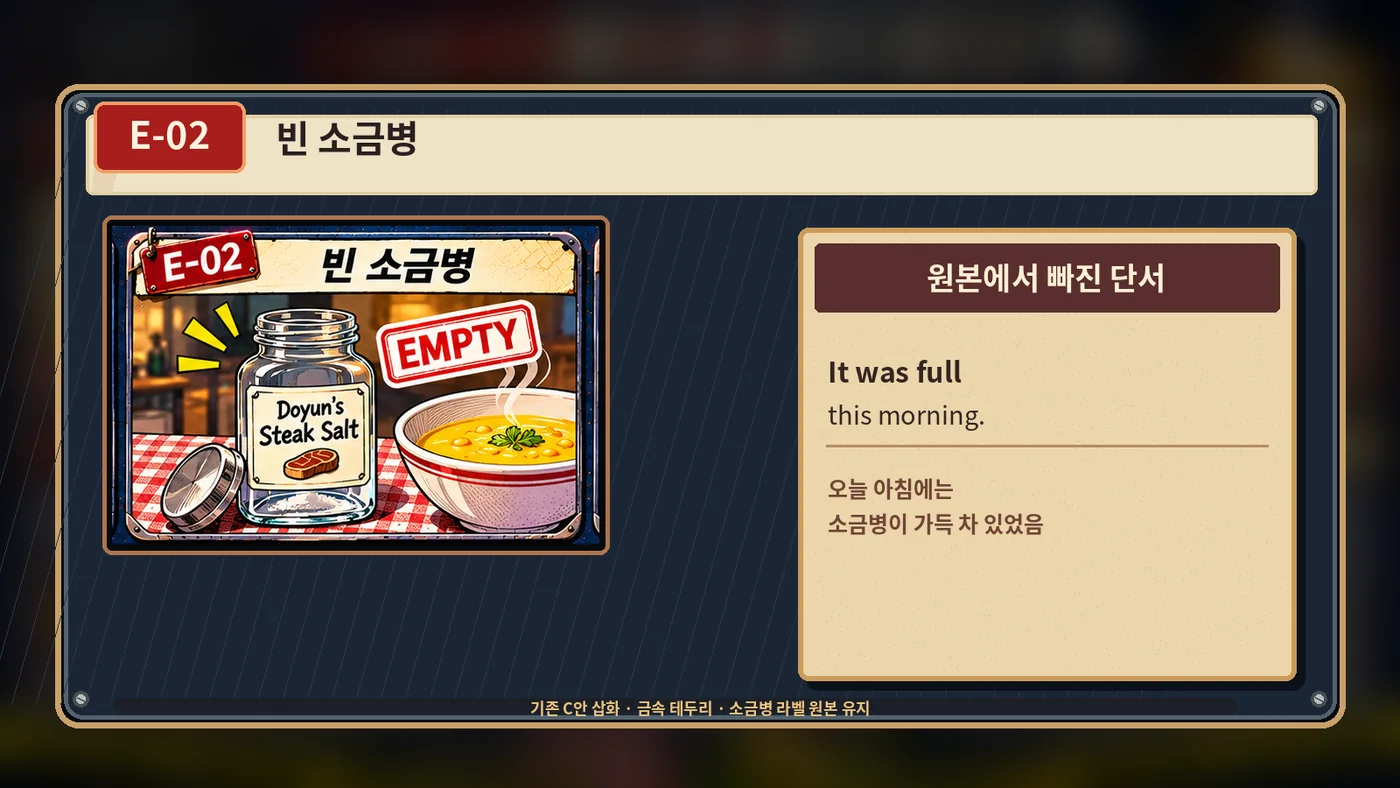 E-02
빈 소금병
E-02
빈 소금병
EMPTY
Doyun's
Steak Salt
원본에서 빠진 단서
It was full
this morning.
오늘 아침에는
소금병이 가득 차 있었음
기존 C안 삽화 · 금속 테두리 · 소금병 라벨 원본 유지